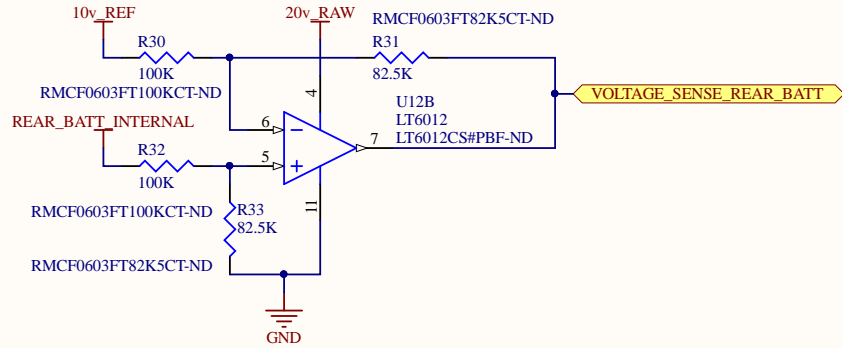 10v_REF
20v_RAW
RMCF0603FT82K5CT-ND
R30
R31
100K
82.5K
RMCF0603FT100KCT-ND
4
U12B
LT6012
LT6012CS#PBF-ND
VOLTAGE_SENSE_REAR_BATT
REAR_BATT_INTERNAL
6
7
5
R32
100K
11
RMCF0603FT100KCT-ND
R33
82.5K
RMCF0603FT82K5CT-ND
GND